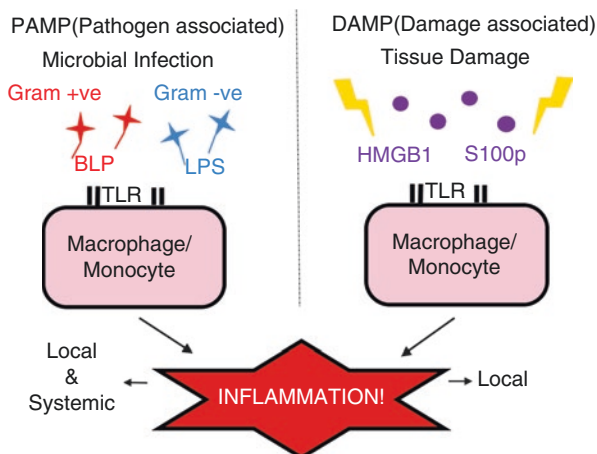 PAMP(Pathogen associated)
Microbial Infection
Gram +ve Gram -ve
BLP LPS
TLR
Macrophage/
Monocyte
DAMP(Damage associated)
Tissue Damage
HMGB1 S100p
TLR
Macrophage/
Monocyte
Local
&
Systemic
INFLAMMATION!
Local